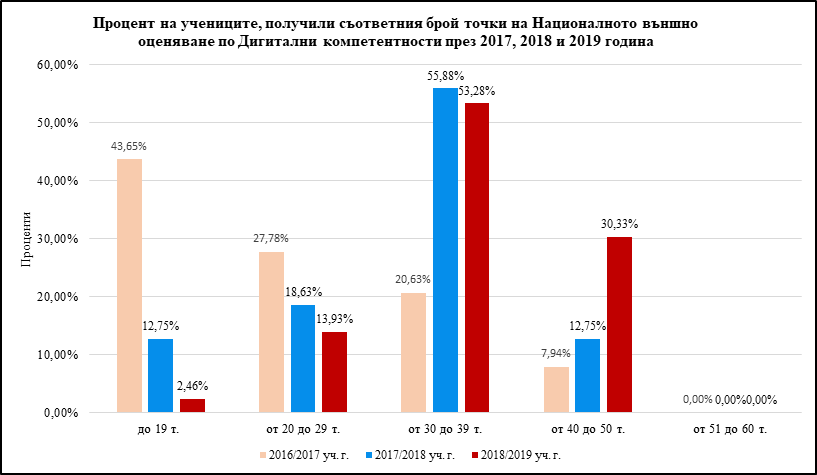 Процент на учениците, получили съответния брой точки на Националното външно
оценяване по Дигитални компетентности през 2017, 2018 и 2019 година
60,00%
50,00%
40,00%
30,00%
20,00%
10,00%
0,00%
Проценти
43,65%
12,75%
2,46%
27,78%
18,63%
13,93%
20,63%
55,88%
53,28%
7,94%
12,75%
30,33%
0,00% 0,00% 0,00%
до 19 т.
от 20 до 29 т.
от 30 до 39 т.
от 40 до 50 т.
от 51 до 60 т.
2016/2017 уч. г.
2017/2018 уч. г.
2018/2019 уч. г.